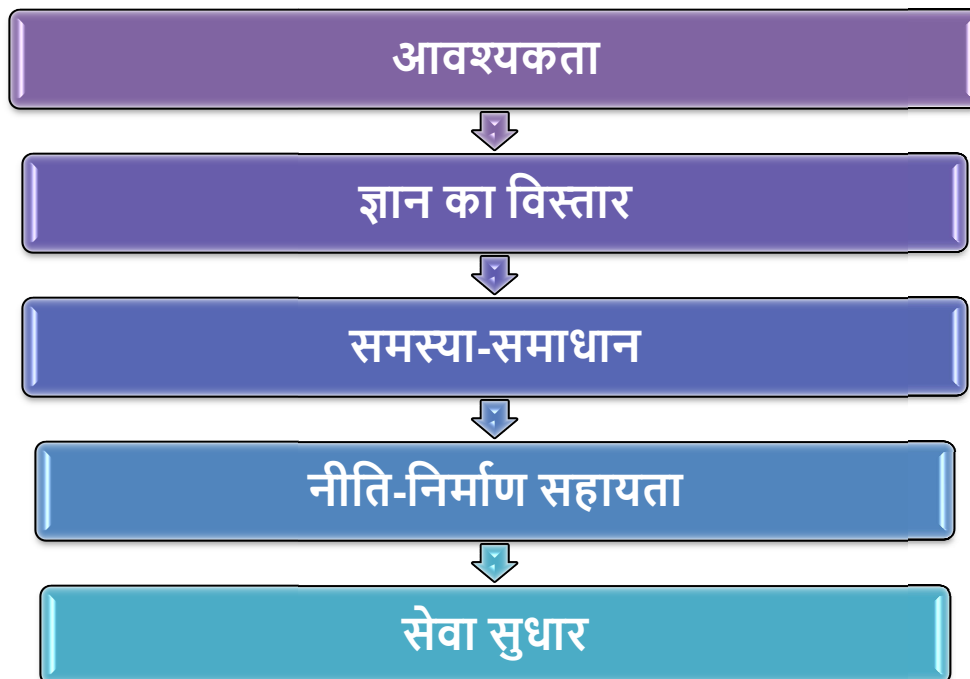 आवश्यकता
ज्ञान का विस्तार
समस्या-समाधान
नीति-निर्माण सहायता
सेवा सुधार